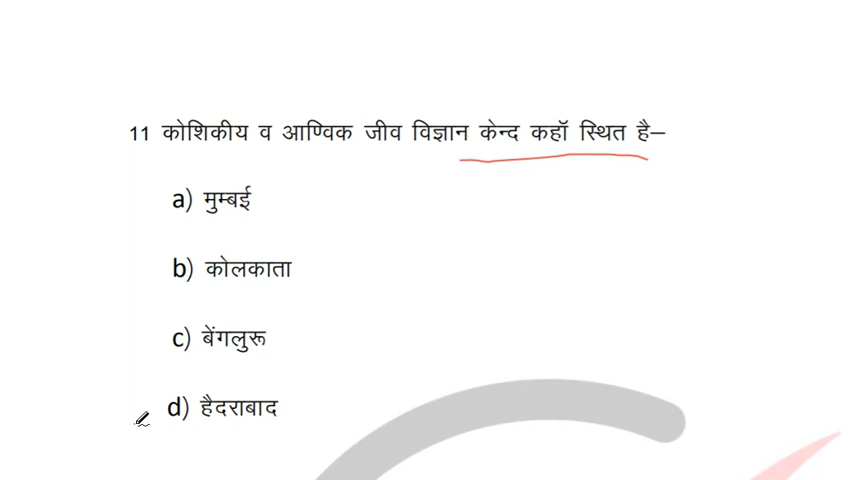 11 कोशिकीय व आण्विक जीव विज्ञान केन्द कहॉ स्थित है–
a) मुम्बई
b) कोलकाता
c) बेंगलुरू
d) हैदराबाद